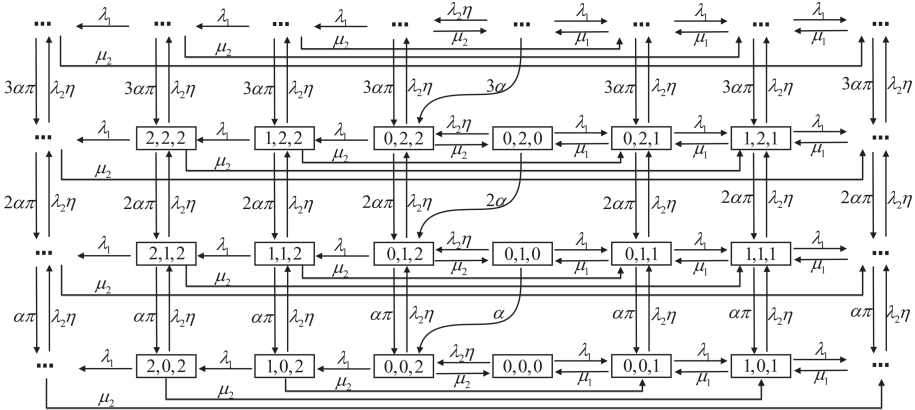 ... λ₁ ... λ₁ ... λ₁ ... λ₂η μ₂ ... λ₁ μ₁ ... λ₁ μ₁ ... λ₁ μ₁ ...
μ₂ μ₂ μ₂
3απ λ₂η 3απ λ₂η 3απ λ₂η 3απ λ₂η 3α 3απ λ₂η 3απ λ₂η 3απ λ₂η
... λ₁ 2,2,2 λ₁ 1,2,2 λ₁ 0,2,2 λ₂η μ₂ 0,2,0 λ₁ μ₁ 0,2,1 λ₁ μ₁ 1,2,1 λ₁ μ₁ ...
μ₂ μ₂ μ₂
2απ λ₂η 2απ λ₂η 2απ λ₂η 2απ λ₂η 2α 2απ λ₂η 2απ λ₂η 2απ λ₂η
... λ₁ 2,1,2 λ₁ 1,1,2 λ₁ 0,1,2 λ₂η μ₂ 0,1,0 λ₁ μ₁ 0,1,1 λ₁ μ₁ 1,1,1 λ₁ μ₁ ...
μ₂ μ₂ μ₂
απ λ₂η απ λ₂η απ λ₂η απ λ₂η α απ λ₂η απ λ₂η απ λ₂η
... λ₁ 2,0,2 λ₁ 1,0,2 λ₁ 0,0,2 λ₂η μ₂ 0,0,0 λ₁ μ₁ 0,0,1 λ₁ μ₁ 1,0,1 λ₁ μ₁ ...
μ₂ μ₂
μ₂